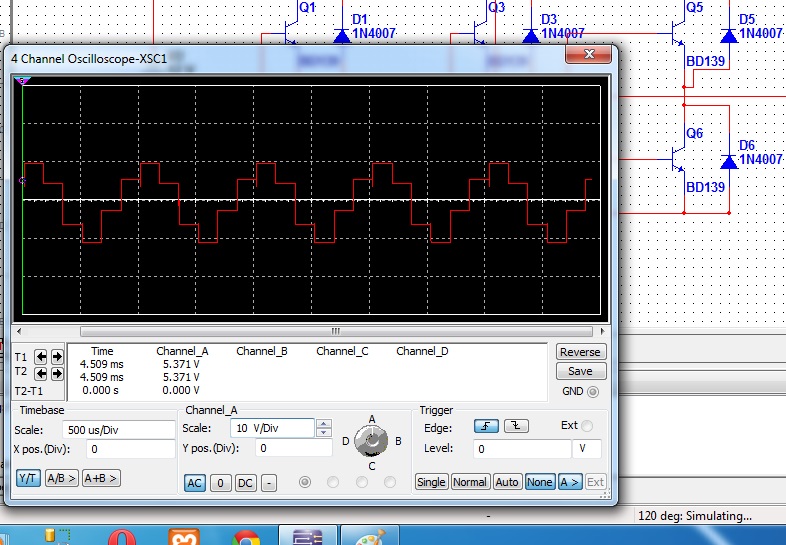 Q1
D1
1N4007
Q3
D3
1N4007
Q5
D5
1N4007
BD139
Q6
D6
1N4007
BD139
4 Channel Oscilloscope-XSC1
Time Channel_A Channel_B Channel_C Channel_D
T1 4.509 ms 5.371 V
T2 4.509 ms 5.371 V
T2-T1 0.000 s 0.000 V
Reverse
Save
GND
Timebase
Scale: 500 us/Div
X pos.(Div): 0
Y/T A/B > A+B >
Channel_A
Scale: 10 V/Div
Y pos.(Div): 0
AC 0 DC -
A
D B
C
Trigger
Edge: Ext
Level: 0 V
Single Normal Auto None A > Ext
120 deg: Simulating...